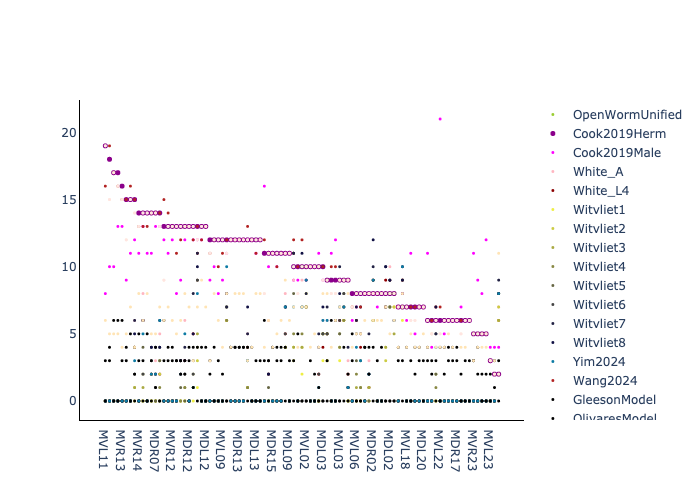 20
15
10
5
0
MVL11
MVR13
MVR14
MDR07
MVR12
MDR12
MDL12
MVL09
MDR13
MDL13
MDR15
MDL09
MVL02
MDL03
MVL03
MVL06
MDR02
MDL02
MVL18
MDL20
MVL22
MDR17
MVR23
MVL23
OpenWormUnified
Cook2019Herm
Cook2019Male
White_A
White_L4
Witvliet1
Witvliet2
Witvliet3
Witvliet4
Witvliet5
Witvliet6
Witvliet7
Witvliet8
Yim2024
Wang2024
GleesonModel
OlivaresModel